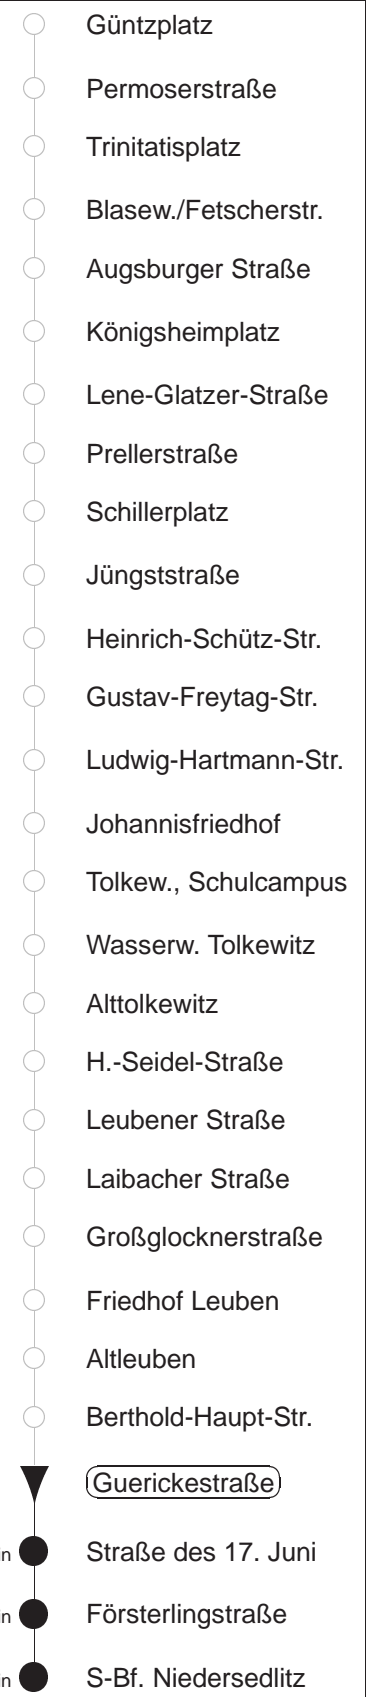 Güntzplatz
Permoserstraße
Trinitatisplatz
Blasew./Fetscherstr.
Augsburger Straße
Königsheimplatz
Lene-Glatzer-Straße
Prellerstraße
Schillerplatz
Jüngststraße
Heinrich-Schütz-Str.
Gustav-Freytag-Str.
Ludwig-Hartmann-Str.
Johannisfriedhof
Tolkew., Schulcampus
Wasserw. Tolkewitz
Alttolkewitz
H.-Seidel-Straße
Leubener Straße
Laibacher Straße
Großglocknerstraße
Friedhof Leuben
Altleuben
Berthold-Haupt-Str.
Guerickestraße
Straße des 17. Juni
Försterlingstraße
S-Bf. Niedersedlitz